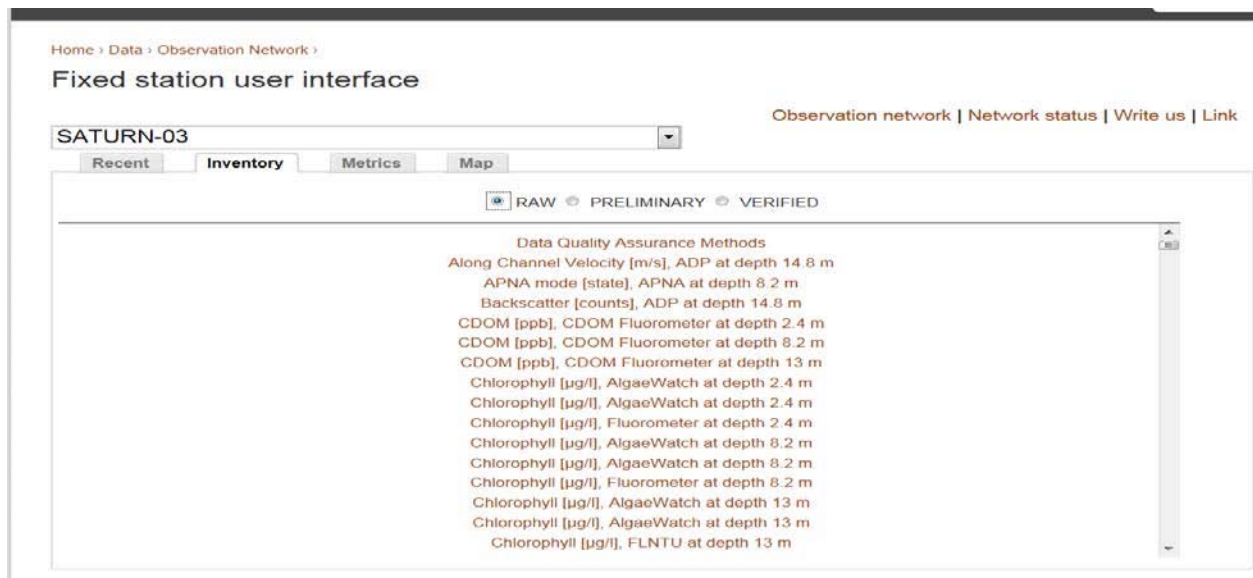 Home › Data › Observation Network ›
Fixed station user interface
Observation network | Network status | Write us | Link
SATURN-03
Recent Inventory Metrics Map
RAW PRELIMINARY VERIFIED
Data Quality Assurance Methods
Along Channel Velocity [m/s], ADP at depth 14.8 m
APNA mode [state], APNA at depth 8.2 m
Backscatter [counts], ADP at depth 14.8 m
CDOM [ppb], CDOM Fluorometer at depth 2.4 m
CDOM [ppb], CDOM Fluorometer at depth 8.2 m
CDOM [ppb], CDOM Fluorometer at depth 13 m
Chlorophyll [µg/l], AlgaeWatch at depth 2.4 m
Chlorophyll [µg/l], AlgaeWatch at depth 2.4 m
Chlorophyll [µg/l], Fluorometer at depth 2.4 m
Chlorophyll [µg/l], AlgaeWatch at depth 8.2 m
Chlorophyll [µg/l], AlgaeWatch at depth 8.2 m
Chlorophyll [µg/l], Fluorometer at depth 8.2 m
Chlorophyll [µg/l], AlgaeWatch at depth 13 m
Chlorophyll [µg/l], AlgaeWatch at depth 13 m
Chlorophyll [µg/l], FLNTU at depth 13 m